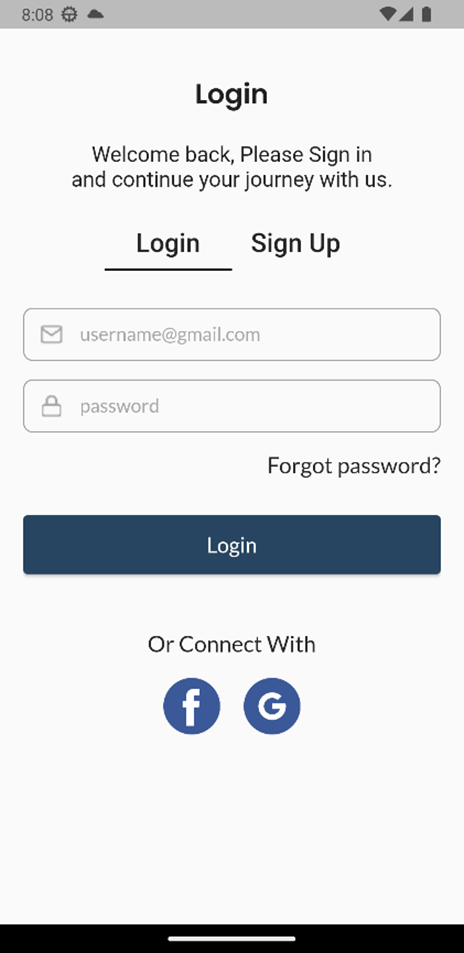 8:08
Login
Welcome back, Please Sign in
and continue your journey with us.
Login Sign Up
username@gmail.com
password
Forgot password?
Login
Or Connect With
f G